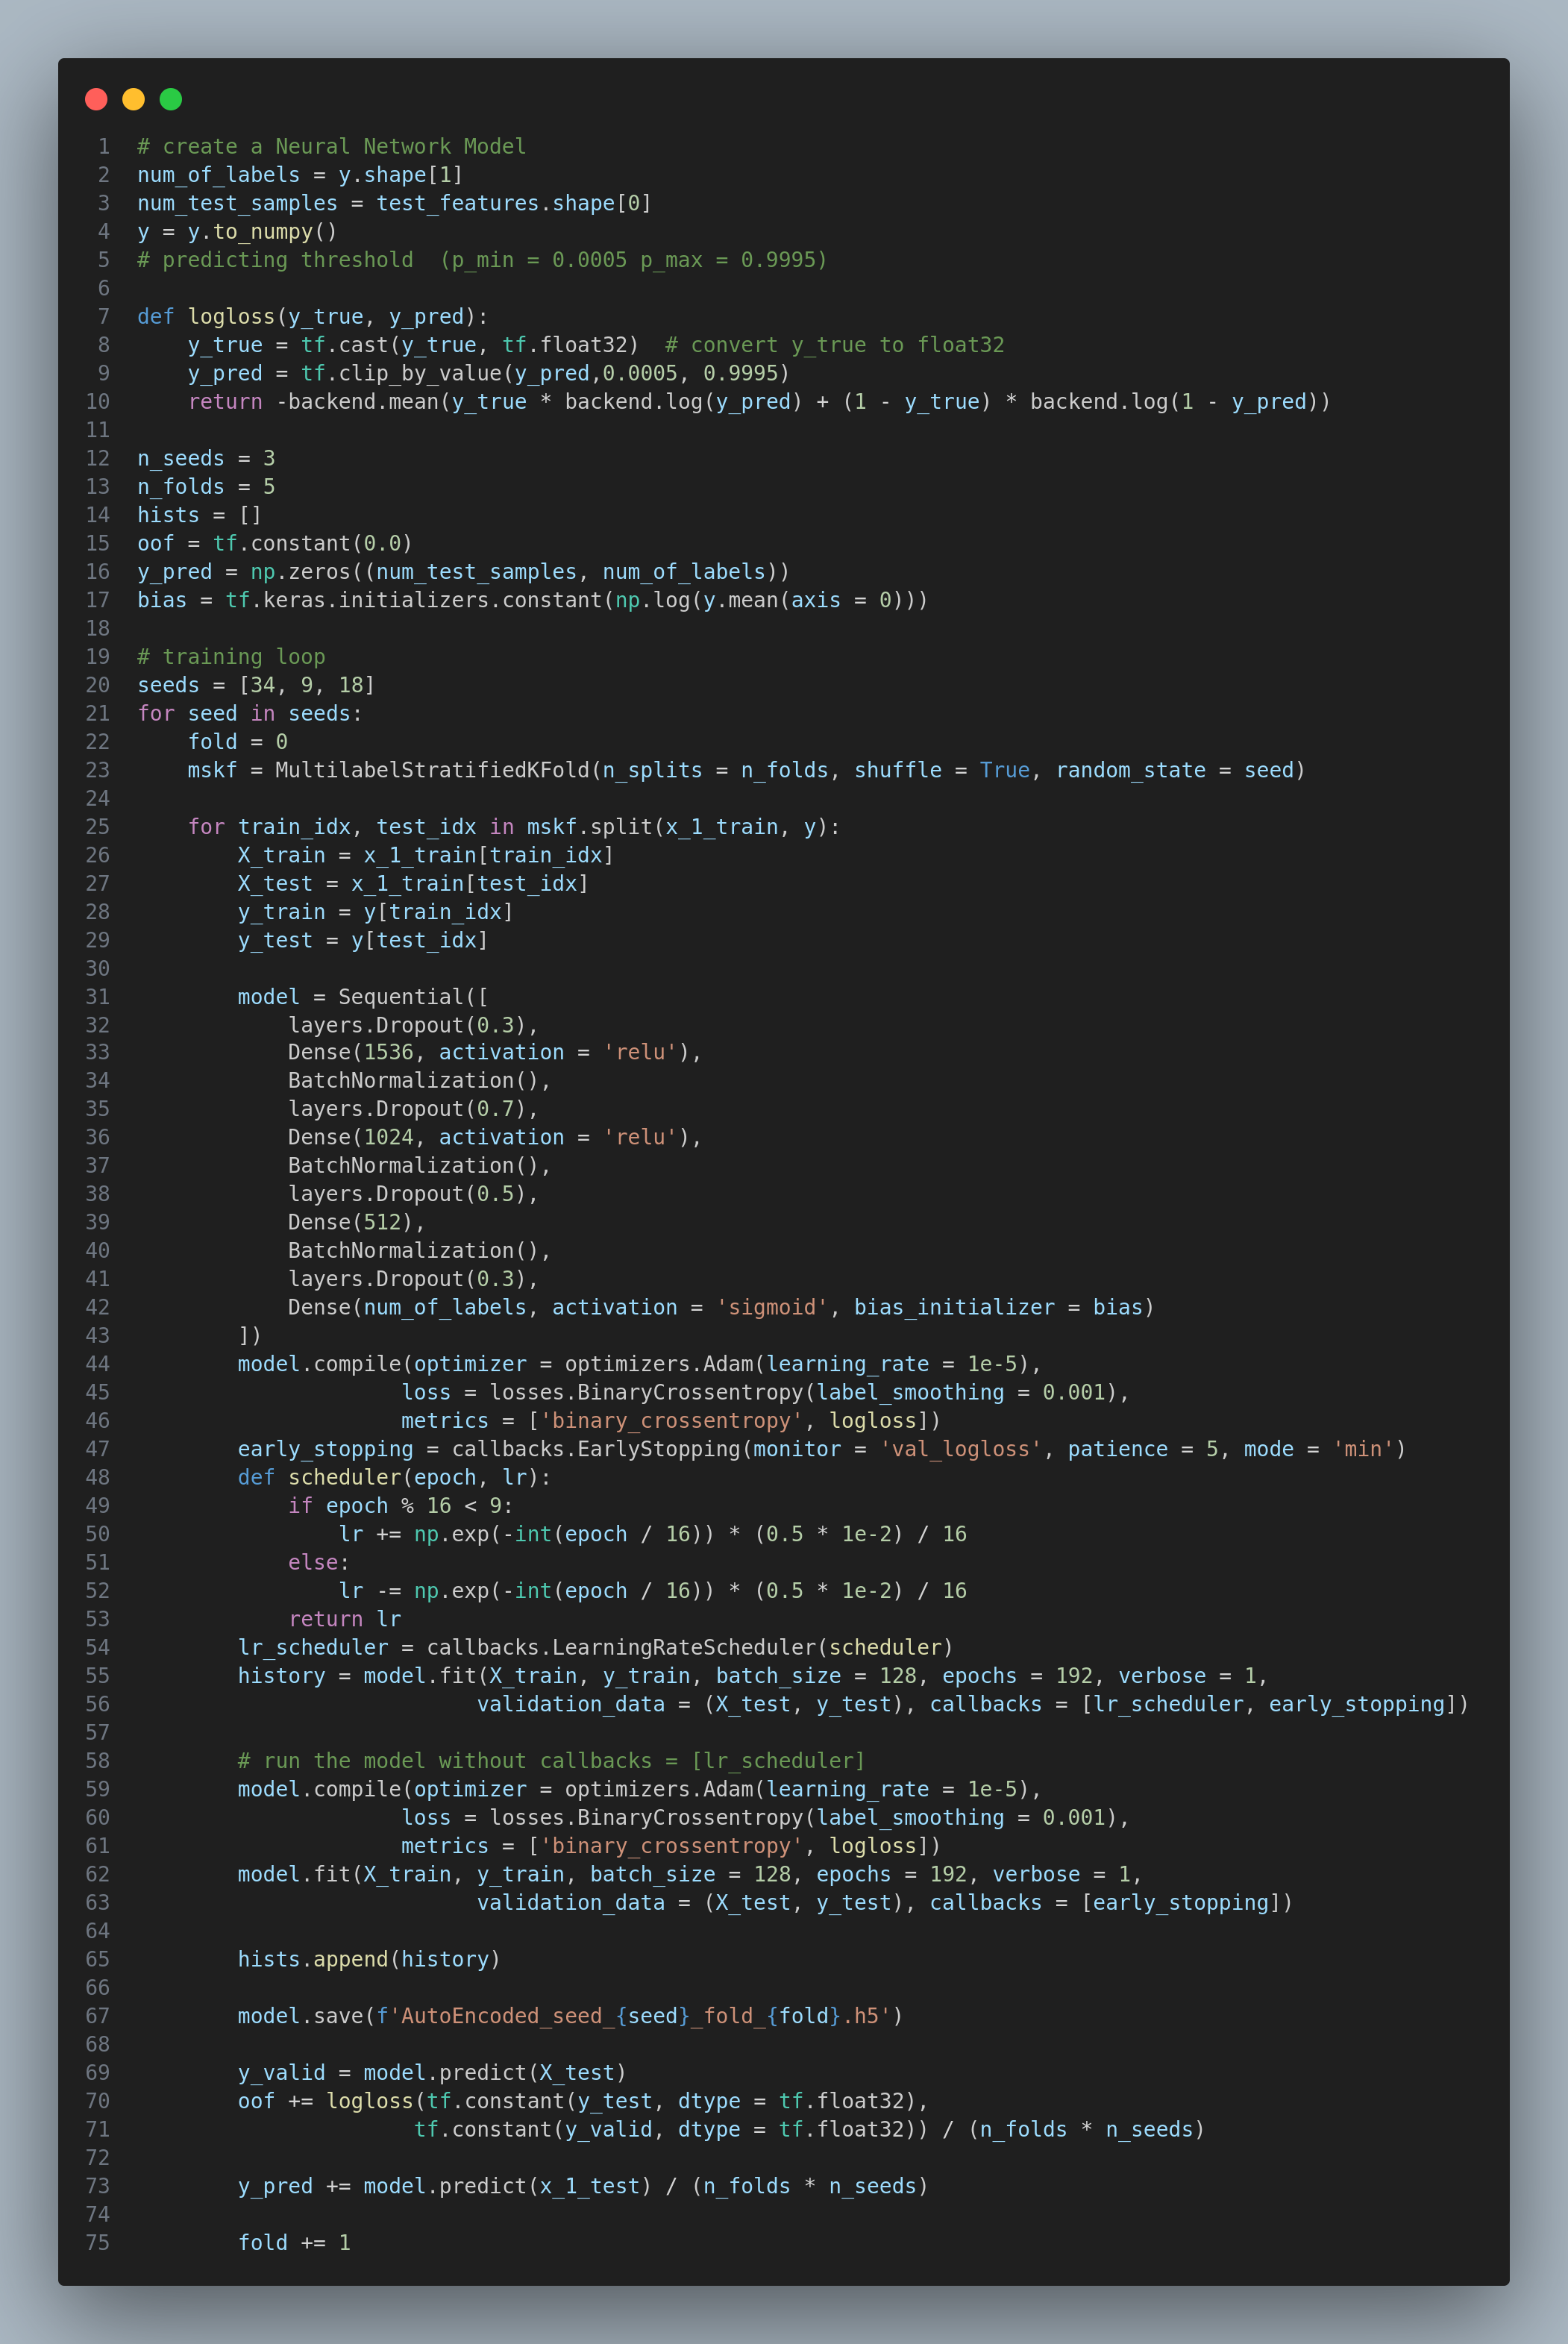 1 # create a Neural Network Model
2 num_of_labels = y.shape[1]
3 num_test_samples = test_features.shape[0]
4 y = y.to_numpy()
5 # predicting threshold  (p_min = 0.0005 p_max = 0.9995)
6
7 def logloss(y_true, y_pred):
8     y_true = tf.cast(y_true, tf.float32)  # convert y_true to float32
9     y_pred = tf.clip_by_value(y_pred,0.0005, 0.9995)
10     return -backend.mean(y_true * backend.log(y_pred) + (1 - y_true) * backend.log(1 - y_pred))
11
12 n_seeds = 3
13 n_folds = 5
14 hists = []
15 oof = tf.constant(0.0)
16 y_pred = np.zeros((num_test_samples, num_of_labels))
17 bias = tf.keras.initializers.constant(np.log(y.mean(axis = 0)))
18
19 # training loop
20 seeds = [34, 9, 18]
21 for seed in seeds:
22     fold = 0
23     mskf = MultilabelStratifiedKFold(n_splits = n_folds, shuffle = True, random_state = seed)
24
25     for train_idx, test_idx in mskf.split(x_1_train, y):
26         X_train = x_1_train[train_idx]
27         X_test = x_1_train[test_idx]
28         y_train = y[train_idx]
29         y_test = y[test_idx]
30
31         model = Sequential([
32             layers.Dropout(0.3),
33             Dense(1536, activation = 'relu'),
34             BatchNormalization(),
35             layers.Dropout(0.7),
36             Dense(1024, activation = 'relu'),
37             BatchNormalization(),
38             layers.Dropout(0.5),
39             Dense(512),
40             BatchNormalization(),
41             layers.Dropout(0.3),
42             Dense(num_of_labels, activation = 'sigmoid', bias_initializer = bias)
43         ])
44         model.compile(optimizer = optimizers.Adam(learning_rate = 1e-5),
45                      loss = losses.BinaryCrossentropy(label_smoothing = 0.001),
46                      metrics = ['binary_crossentropy', logloss])
47         early_stopping = callbacks.EarlyStopping(monitor = 'val_logloss', patience = 5, mode = 'min')
48         def scheduler(epoch, lr):
49             if epoch % 16 < 9:
50                 lr += np.exp(-int(epoch / 16)) * (0.5 * 1e-2) / 16
51             else:
52                 lr -= np.exp(-int(epoch / 16)) * (0.5 * 1e-2) / 16
53             return lr
54         lr_scheduler = callbacks.LearningRateScheduler(scheduler)
55         history = model.fit(X_train, y_train, batch_size = 128, epochs = 192, verbose = 1,
56                            validation_data = (X_test, y_test), callbacks = [lr_scheduler, early_stopping])
57
58         # run the model without callbacks = [lr_scheduler]
59         model.compile(optimizer = optimizers.Adam(learning_rate = 1e-5),
60                      loss = losses.BinaryCrossentropy(label_smoothing = 0.001),
61                      metrics = ['binary_crossentropy', logloss])
62         model.fit(X_train, y_train, batch_size = 128, epochs = 192, verbose = 1,
63                            validation_data = (X_test, y_test), callbacks = [early_stopping])
64
65         hists.append(history)
66
67         model.save(f'AutoEncoded_seed_{seed}_fold_{fold}.h5')
68
69         y_valid = model.predict(X_test)
70         oof += logloss(tf.constant(y_test, dtype = tf.float32),
71                       tf.constant(y_valid, dtype = tf.float32)) / (n_folds * n_seeds)
72
73         y_pred += model.predict(x_1_test) / (n_folds * n_seeds)
74
75         fold += 1